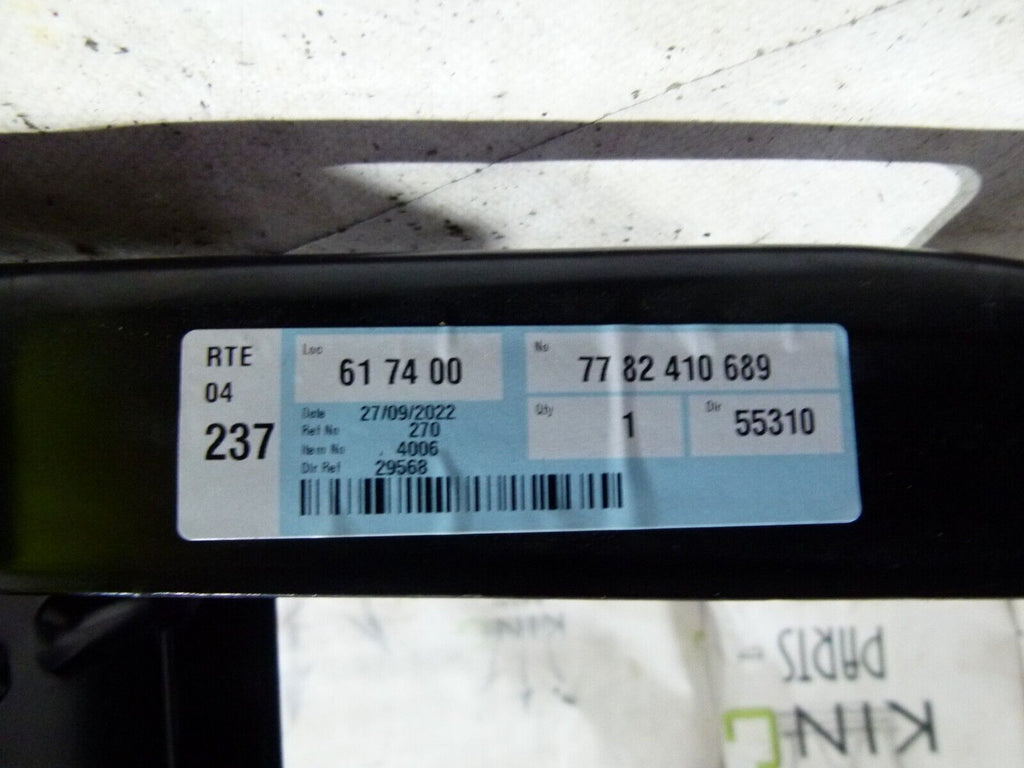 RTE
04
237
Loc
61 74 00
No
77 82 410 689
Date 27/09/2022
Ref No 270
Item No 4006
Dir Ref 29568
Qty
1
Dir
55310
PARTS -
KING